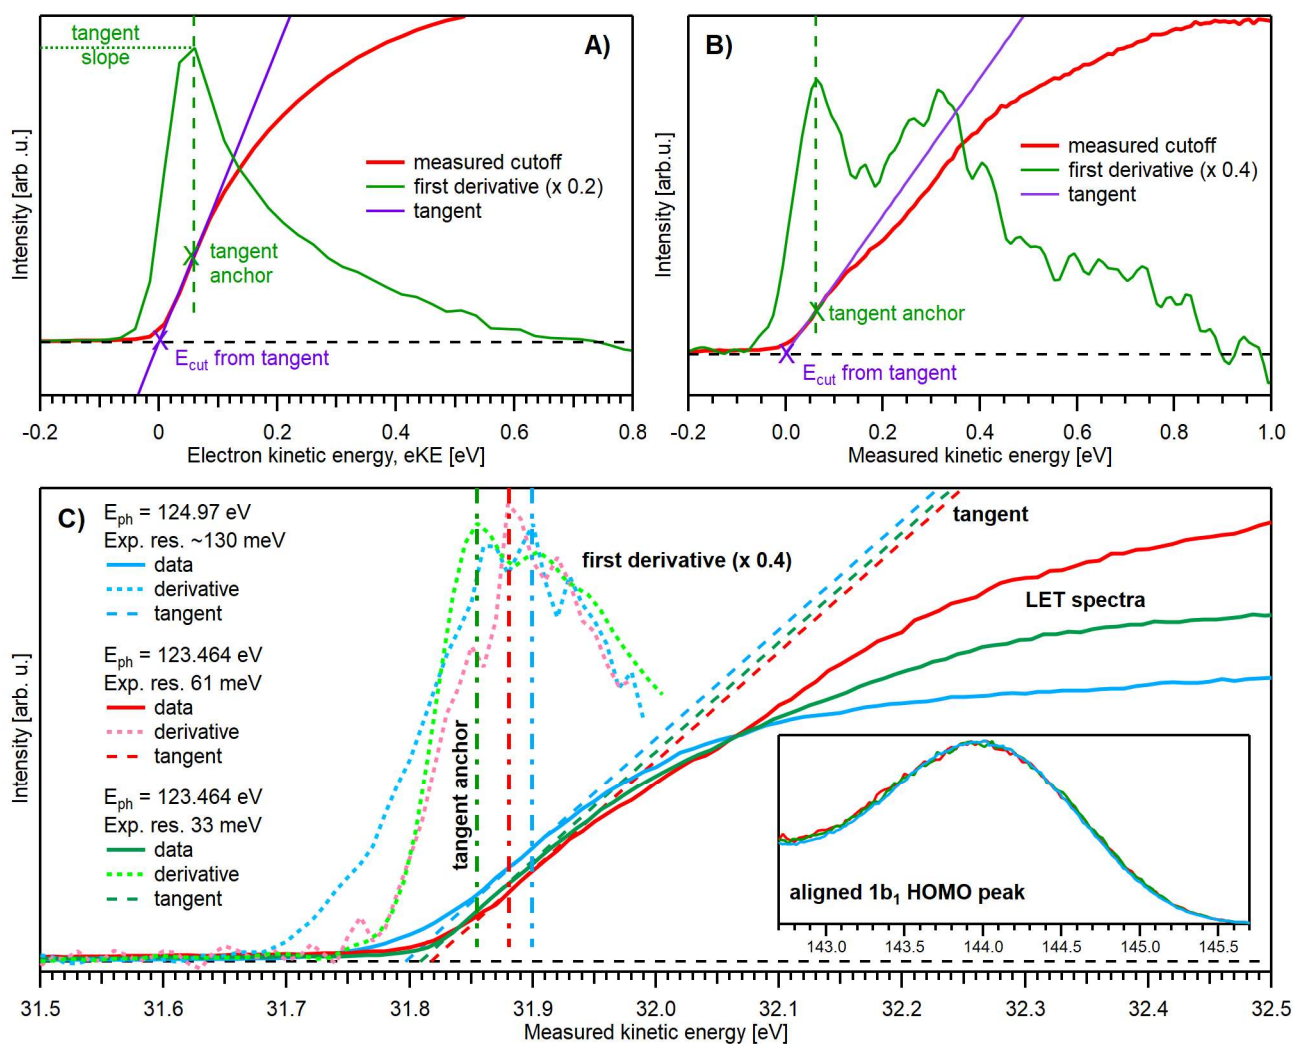 A)
tangent
slope
measured cutoff
first derivative (x 0.2)
tangent
tangent
anchor
E_cut from tangent
Intensity [arb .u.]
-0.2 0 0.2 0.4 0.6 0.8
Electron kinetic energy, eKE [eV]
B)
measured cutoff
first derivative (x 0.4)
tangent
tangent anchor
E_cut from tangent
Intensity [arb.u.]
-0.2 0.0 0.2 0.4 0.6 0.8 1.0
Measured kinetic energy [eV]
C)
E_ph = 124.97 eV
Exp. res. ~130 meV
data
derivative
tangent
E_ph = 123.464 eV
Exp. res. 61 meV
data
derivative
tangent
E_ph = 123.464 eV
Exp. res. 33 meV
data
derivative
tangent
tangent anchor
first derivative (x 0.4)
tangent
LET spectra
aligned 1b_1 HOMO peak
143.0 143.5 144.0 144.5 145.0 145.5
Intensity [arb. u.]
31.5 31.6 31.7 31.8 31.9 32.0 32.1 32.2 32.3 32.4 32.5
Measured kinetic energy [eV]